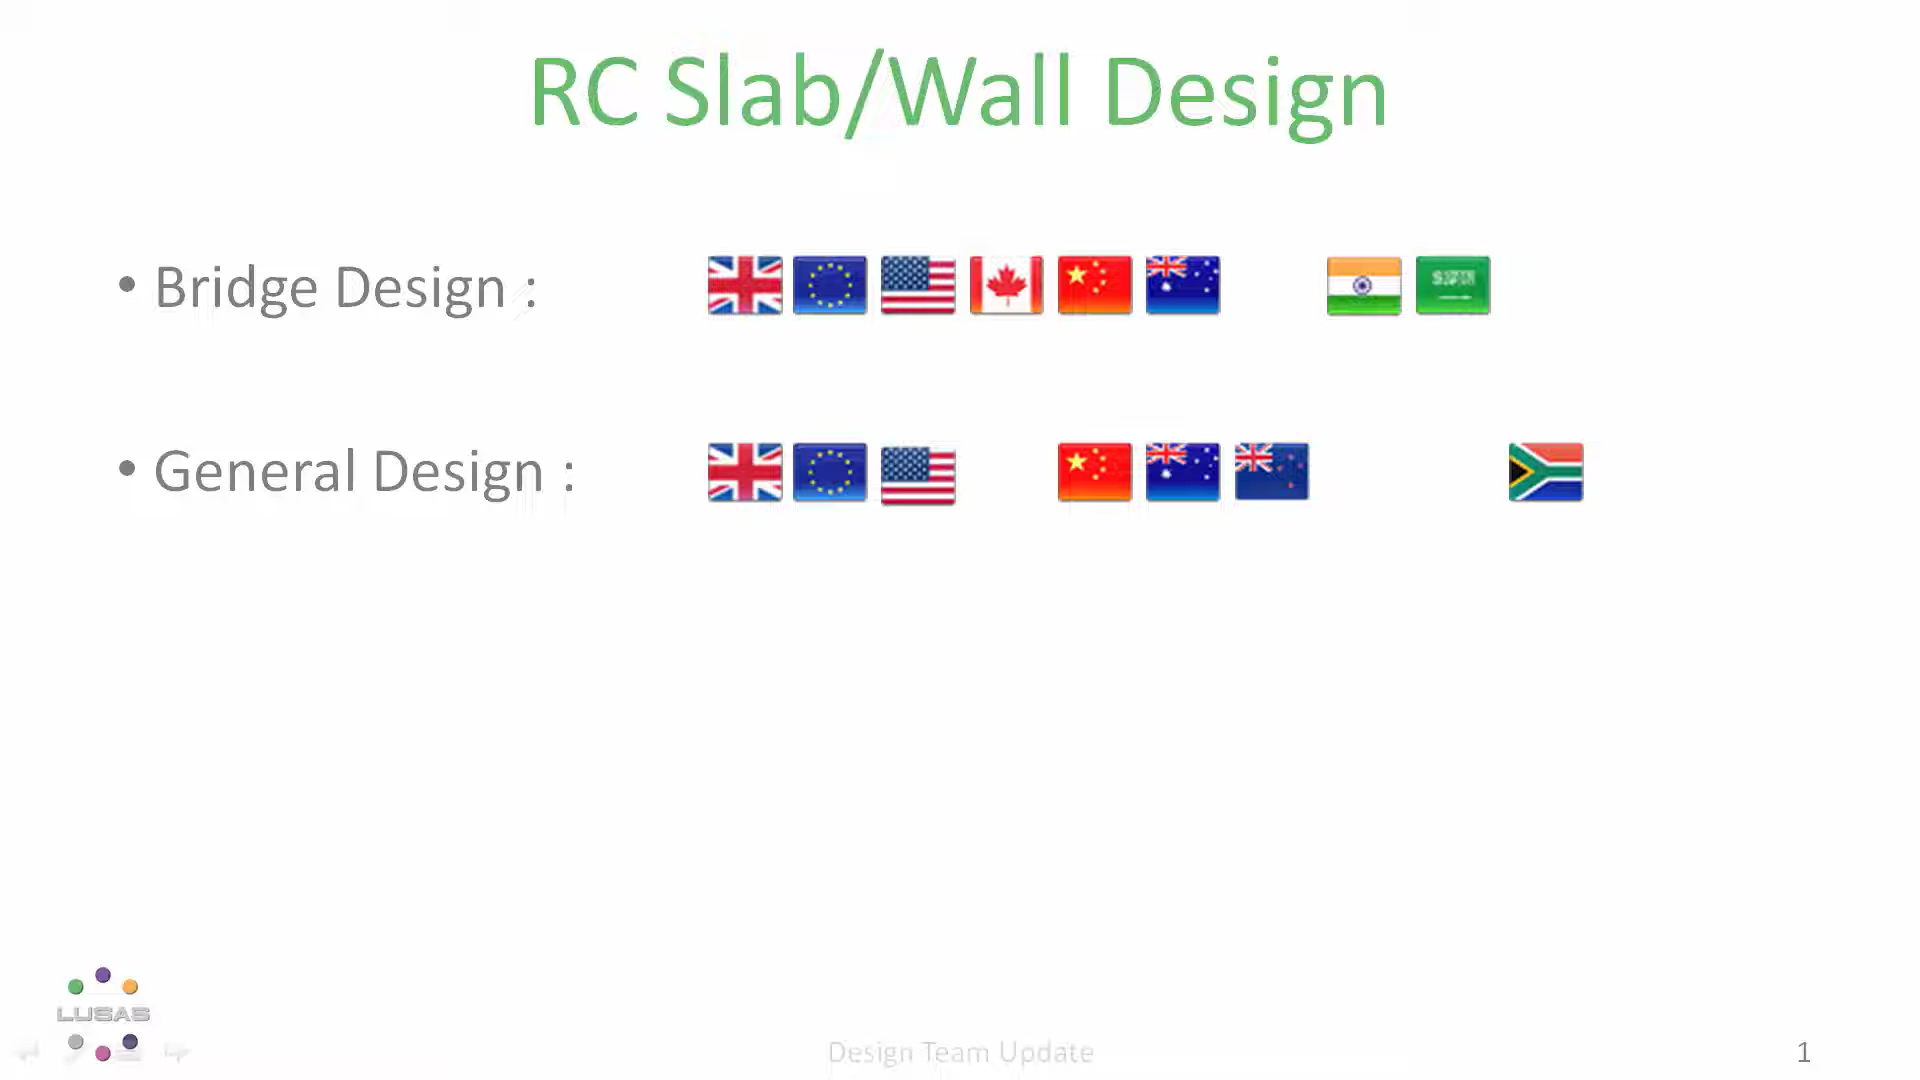 RC Slab/Wall Design
• Bridge Design :
• General Design :
LUSAS
Design Team Update
1